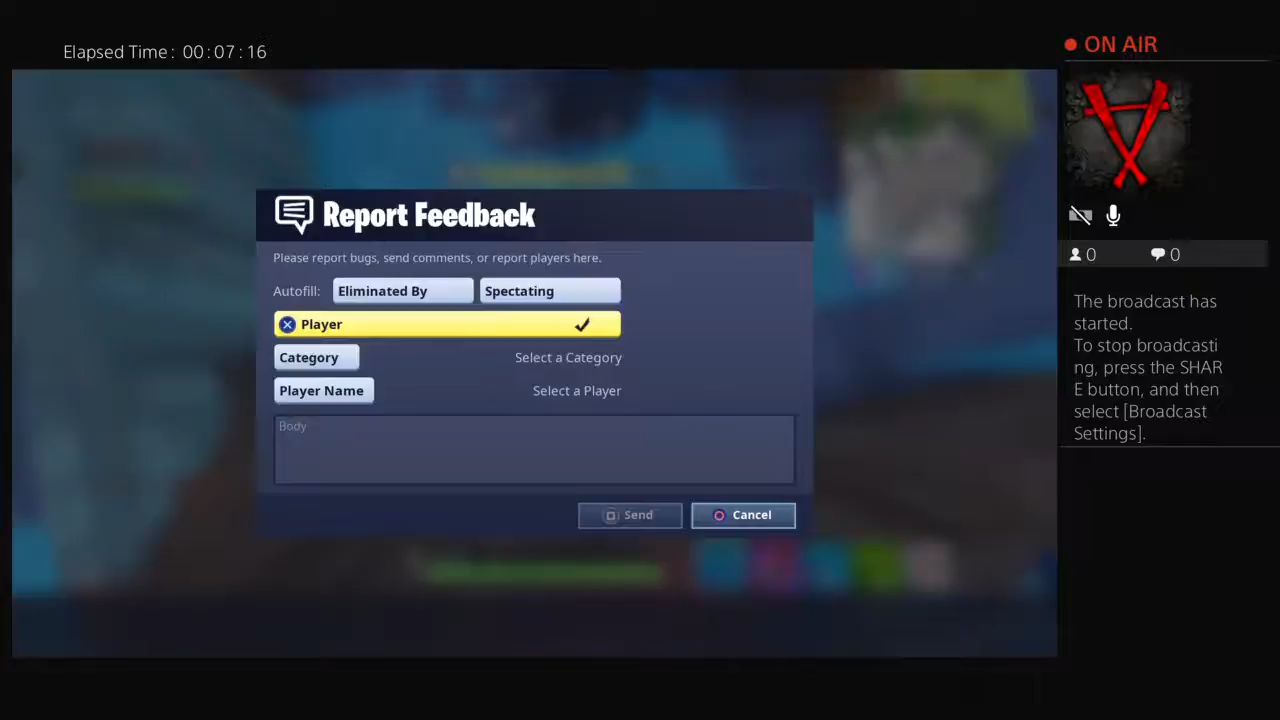 Elapsed Time: 00:07:16
ON AIR
Report Feedback
Please report bugs, send comments, or report players here.
Autofill: Eliminated By Spectating
Player
Category Select a Category
Player Name Select a Player
Body
Send Cancel
0 0
The broadcast has
started.
To stop broadcasti
ng, press the SHAR
E button, and then
select [Broadcast
Settings].